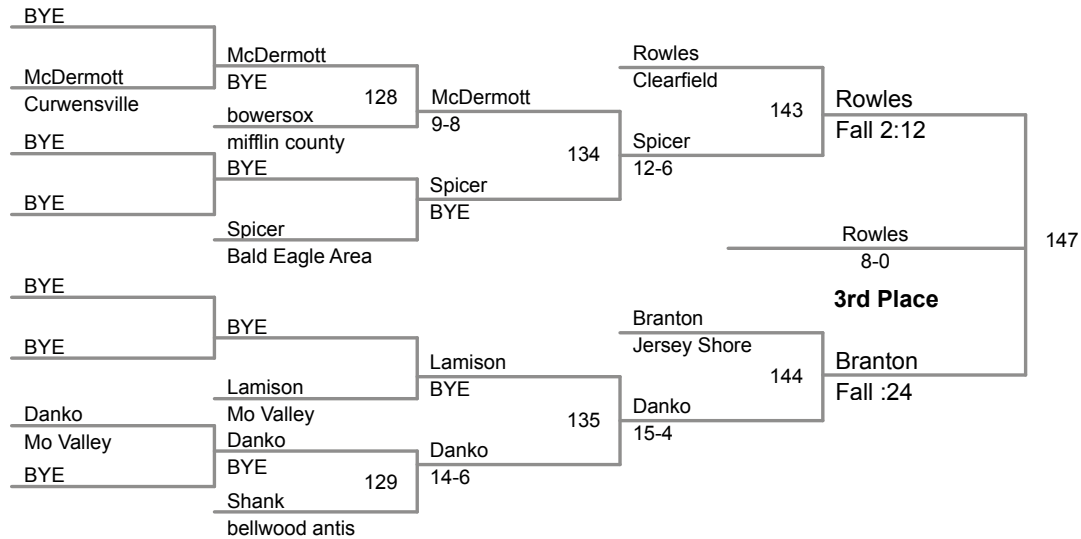 BYE
McDermott
Curwensville
BYE
BYE
BYE
BYE
Danko
Mo Valley
BYE
McDermott
BYE
128
bowersox
mifflin county
BYE
Spicer
Bald Eagle Area
BYE
Lamison
Mo Valley
Danko
BYE
129
Shank
bellwood antis
McDermott
9-8
134
Spicer
BYE
Lamison
BYE
135
Danko
14-6
Rowles
Clearfield
143
Spicer
12-6
Branton
Jersey Shore
144
Danko
15-4
Rowles
Fall 2:12
Rowles
8-0
147
3rd Place
Branton
Fall :24